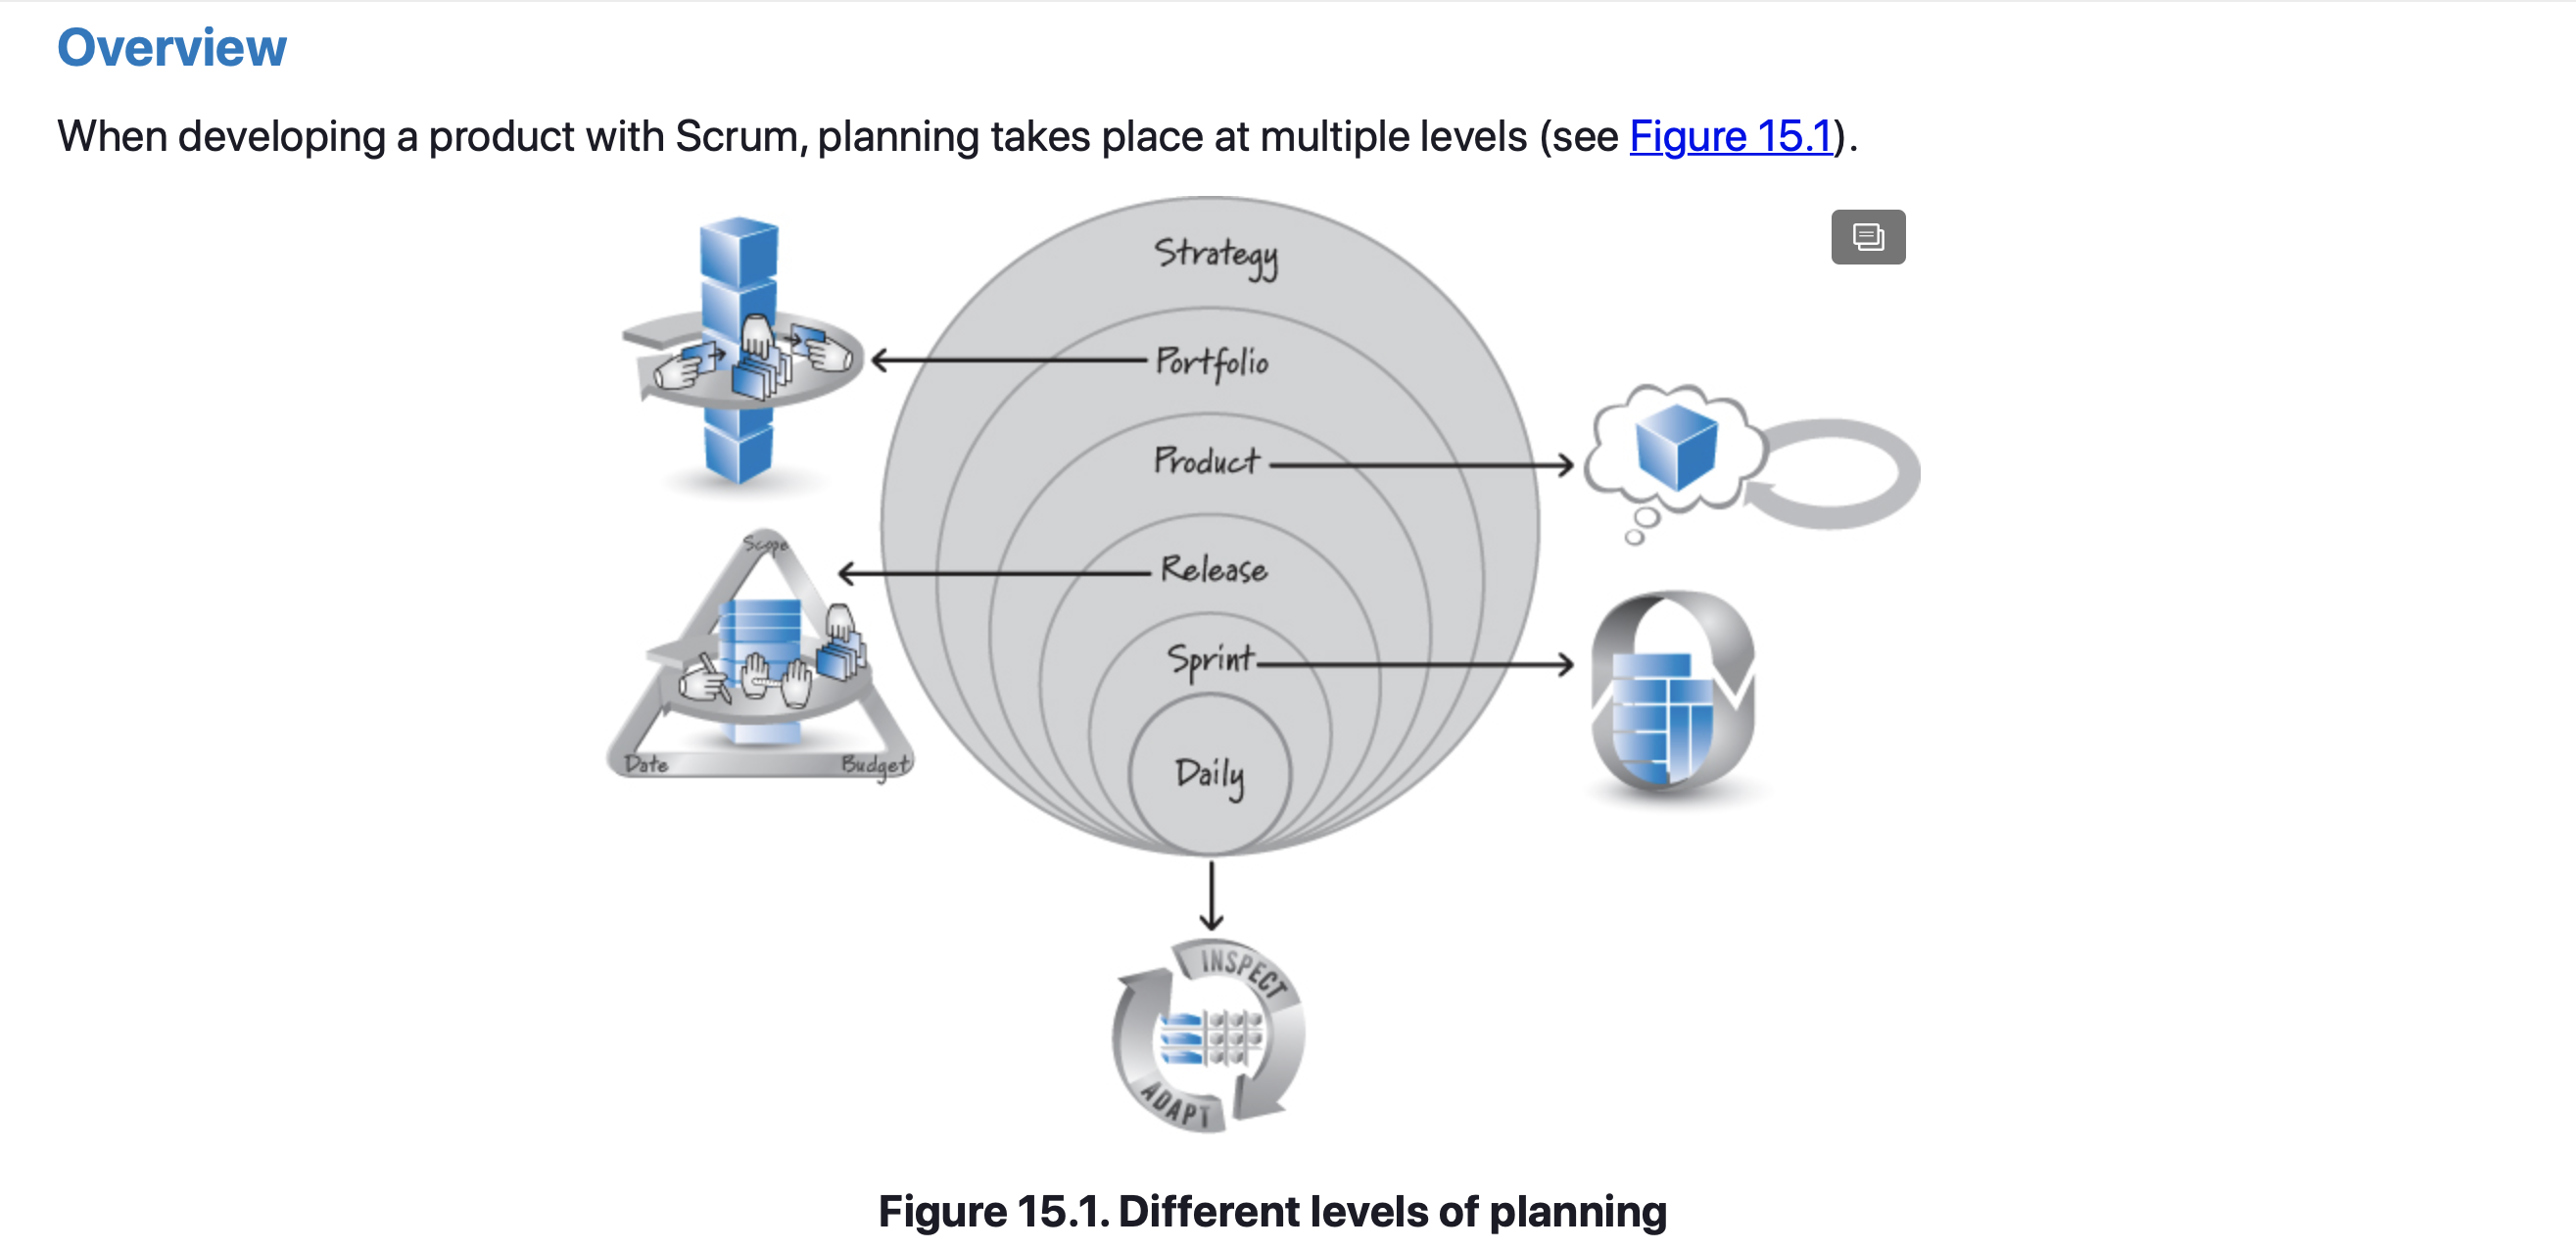 Overview
When developing a product with Scrum, planning takes place at multiple levels (see Figure 15.1).
Strategy
Portfolio
Product
Scope
Release
Sprint
Date
Budget
Daily
INSPECT
ADAPT
Figure 15.1. Different levels of planning